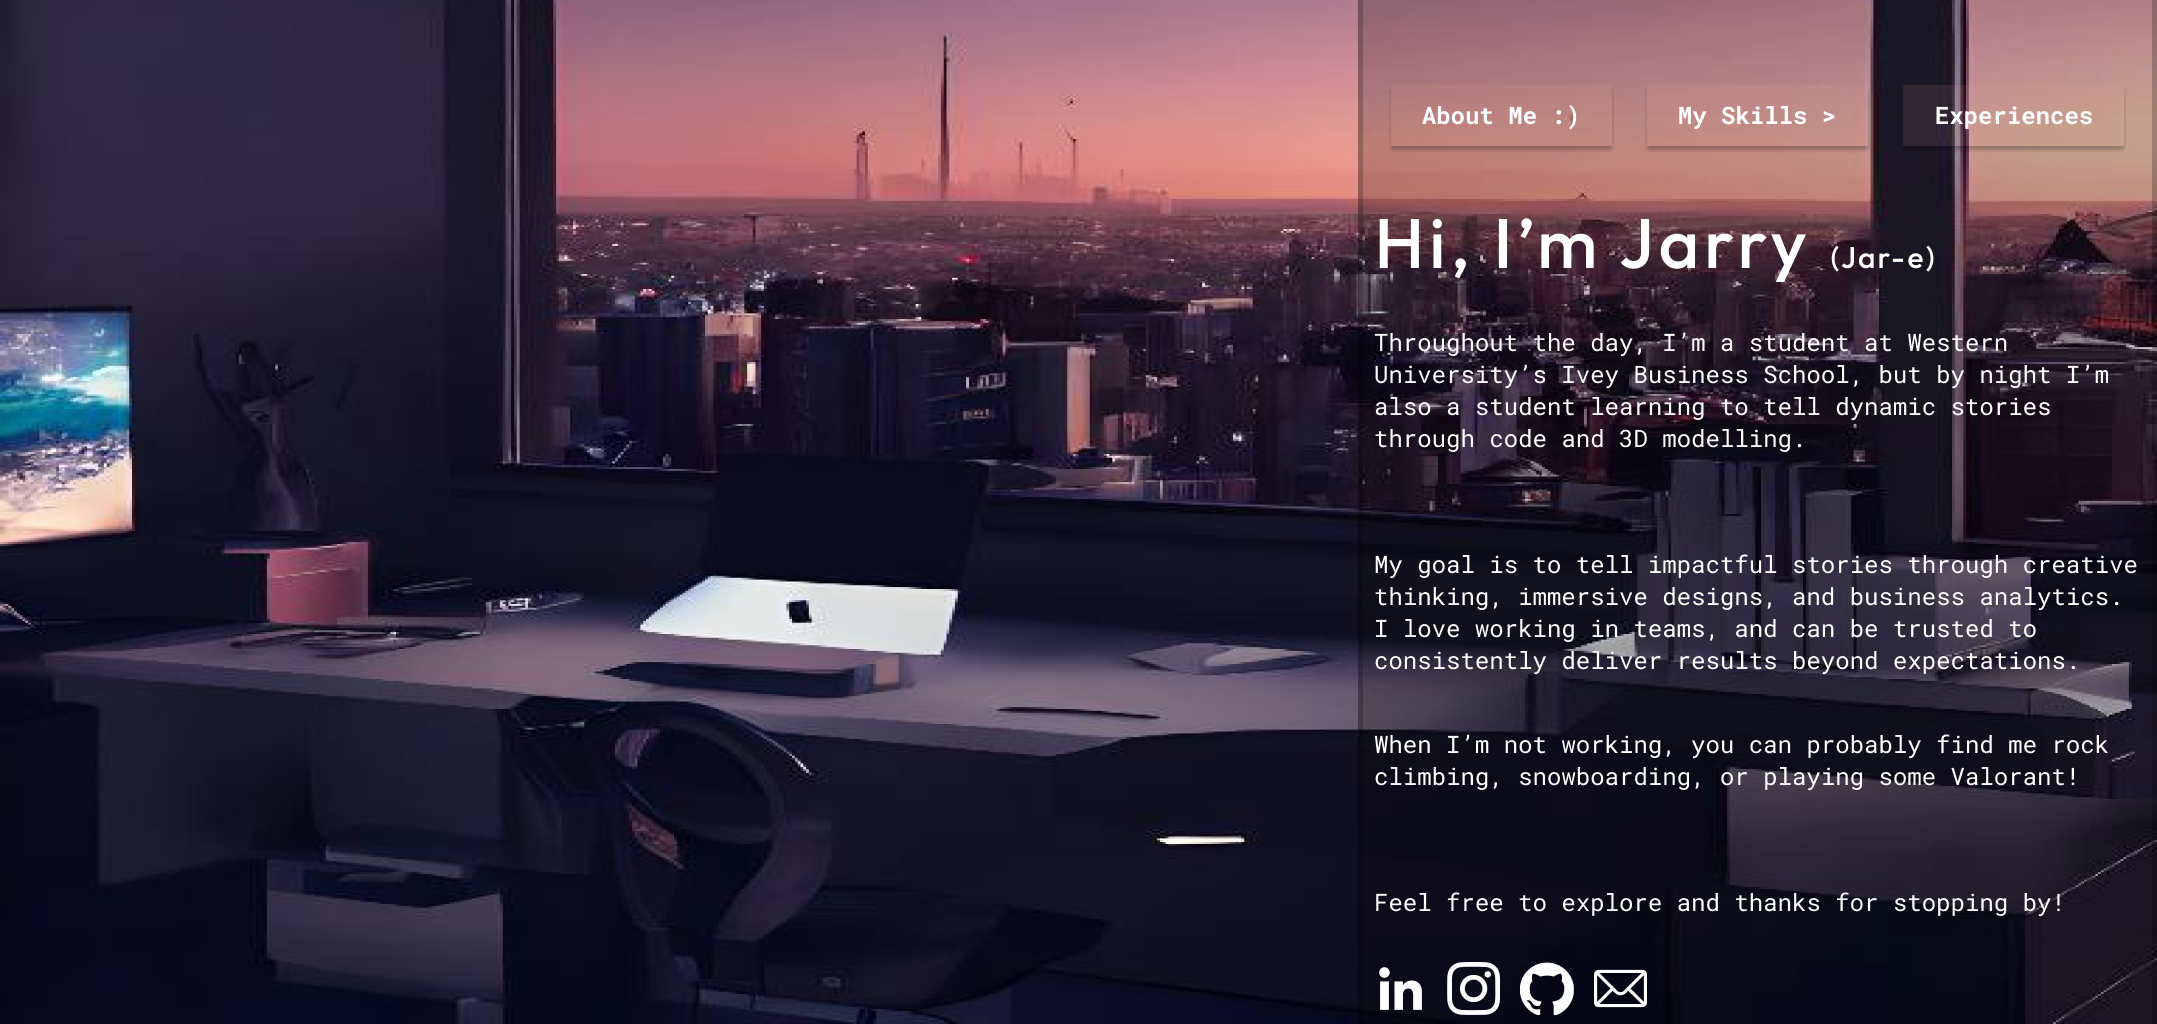 About Me :) My Skills > Experiences
Hi, I’m Jarry (Jar-e)
Throughout the day, I’m a student at Western
University’s Ivey Business School, but by night I’m
also a student learning to tell dynamic stories
through code and 3D modelling.
My goal is to tell impactful stories through creative
thinking, immersive designs, and business analytics.
I love working in teams, and can be trusted to
consistently deliver results beyond expectations.
When I’m not working, you can probably find me rock
climbing, snowboarding, or playing some Valorant!
Feel free to explore and thanks for stopping by!
in